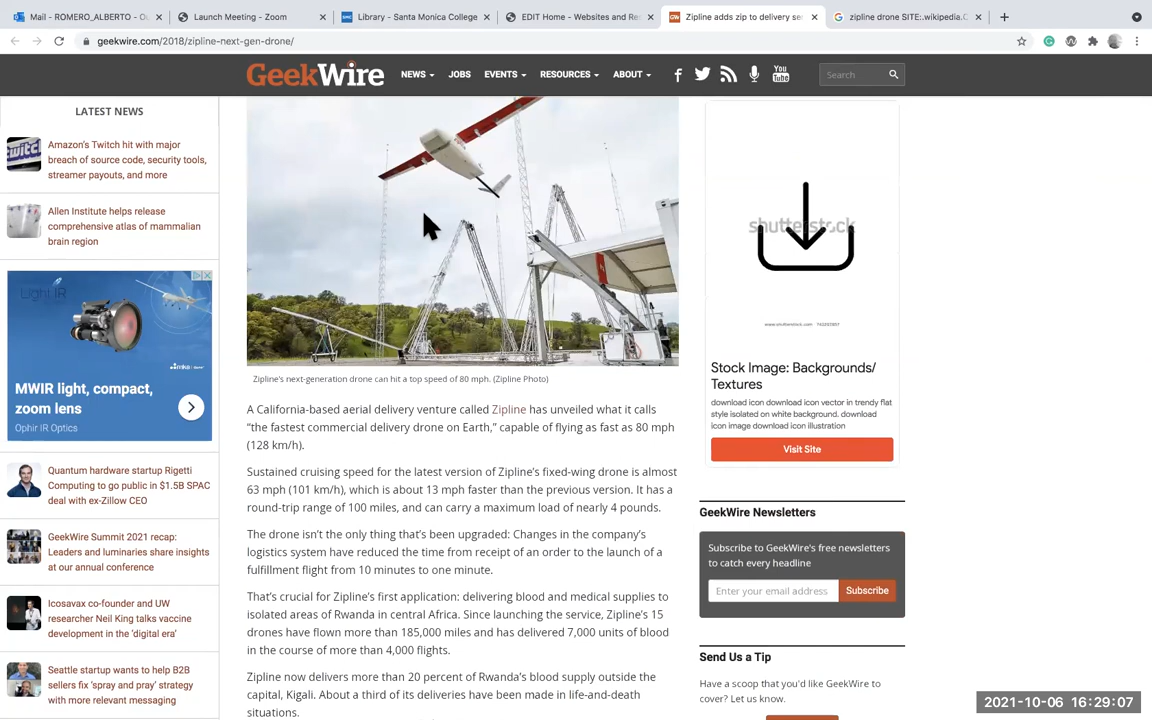 Mail - ROMERO_ALBERTO - Ou
Launch Meeting - Zoom
Library - Santa Monica College
EDIT Home - Websites and Re
Zipline adds zip to delivery se
zipline drone SITE:.wikipedia.O
geekwire.com/2018/zipline-next-gen-drone/
GeekWire
NEWS
JOBS
EVENTS
RESOURCES
ABOUT
You
Tube
Search
LATEST NEWS
Amazon's Twitch hit with major
breach of source code, security tools,
streamer payouts, and more
Allen Institute helps release
comprehensive atlas of mammalian
brain region
Light IR
MWIR light, compact,
zoom lens
Ophir IR Optics
Quantum hardware startup Rigetti
Computing to go public in $1.5B SPAC
deal with ex-Zillow CEO
GeekWire Summit 2021 recap:
Leaders and luminaries share insights
at our annual conference
Icosavax co-founder and UW
researcher Neil King talks vaccine
development in the 'digital era'
Seattle startup wants to help B2B
sellers fix 'spray and pray' strategy
with more relevant messaging
Zipline's next-generation drone can hit a top speed of 80 mph. (Zipline Photo)
A California-based aerial delivery venture called Zipline has unveiled what it calls
"the fastest commercial delivery drone on Earth," capable of flying as fast as 80 mph
(128 km/h).
Sustained cruising speed for the latest version of Zipline's fixed-wing drone is almost
63 mph (101 km/h), which is about 13 mph faster than the previous version. It has a
round-trip range of 100 miles, and can carry a maximum load of nearly 4 pounds.
The drone isn't the only thing that's been upgraded: Changes in the company's
logistics system have reduced the time from receipt of an order to the launch of a
fulfillment flight from 10 minutes to one minute.
That's crucial for Zipline's first application: delivering blood and medical supplies to
isolated areas of Rwanda in central Africa. Since launching the service, Zipline's 15
drones have flown more than 185,000 miles and has delivered 7,000 units of blood
in the course of more than 4,000 flights.
Zipline now delivers more than 20 percent of Rwanda's blood supply outside the
capital, Kigali. About a third of its deliveries have been made in life-and-death
situations.
shutterstock
Stock Image: Backgrounds/
Textures
download icon download icon vector in trendy flat
style isolated on white background. download
icon image download icon illustration
Visit Site
GeekWire Newsletters
Subscribe to GeekWire's free newsletters
to catch every headline
Enter your email address
Subscribe
Send Us a Tip
Have a scoop that you'd like GeekWire to
cover? Let us know.
2021-10-06 16:29:07